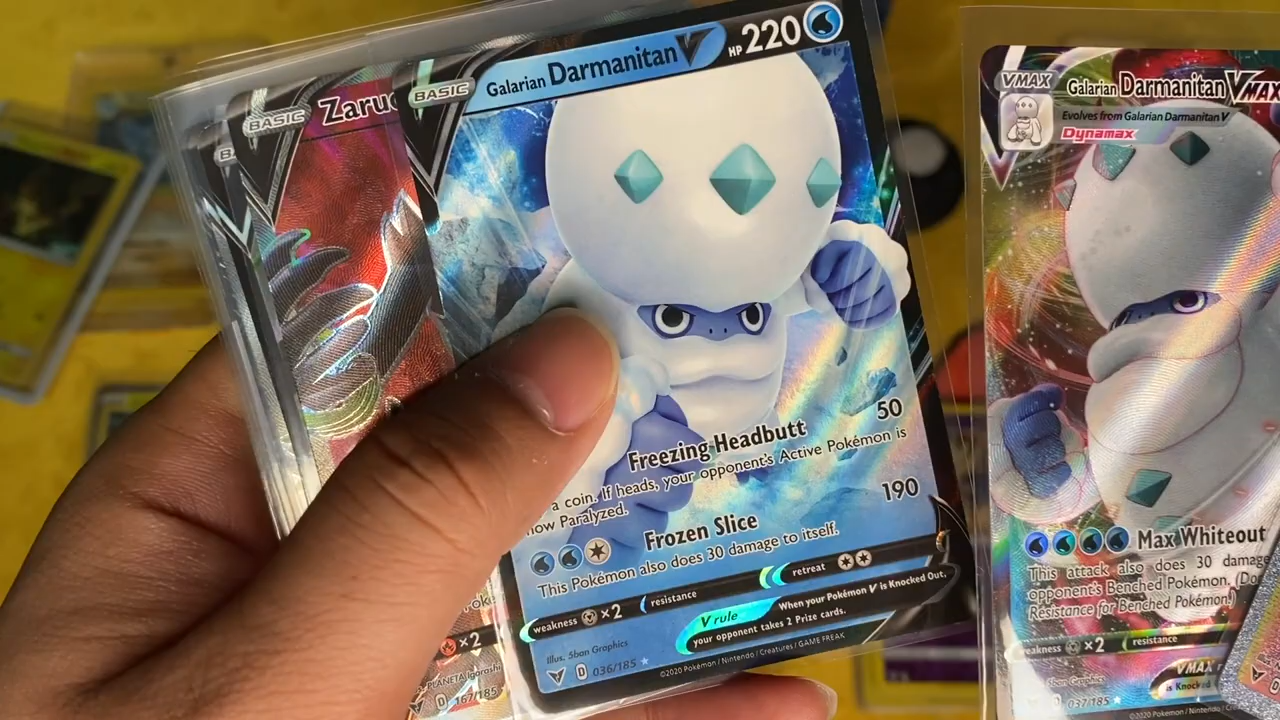 BASIC
Galarian Darmanitan V
HP 220
Freezing Headbutt 50
a coin. If heads, your opponent's Active Pokémon is
now Paralyzed.
Frozen Slice 190
This Pokémon also does 30 damage to itself.
weakness ×2 resistance retreat
V rule When your Pokémon V is Knocked Out,
your opponent takes 2 Prize cards.
Illus. 5ban Graphics
D 036/185
©2020 Pokémon / Nintendo / Creatures / GAME FREAK
BASIC
Zaru
B
×2
PLANETA Igarashi
D 167/185
VMAX
Galarian Darmanitan VMAX
Evolves from Galarian Darmanitan V
Dynamax
Max Whiteout
This attack also does 30 damage
opponent's Benched Pokémon. (Do
Resistance for Benched Pokémon.)
weakness ×2 resistance
VMAX r
is Knocked
5ban Graphics
D 037/185
©2020 Pokémon / Nintendo / Creatures